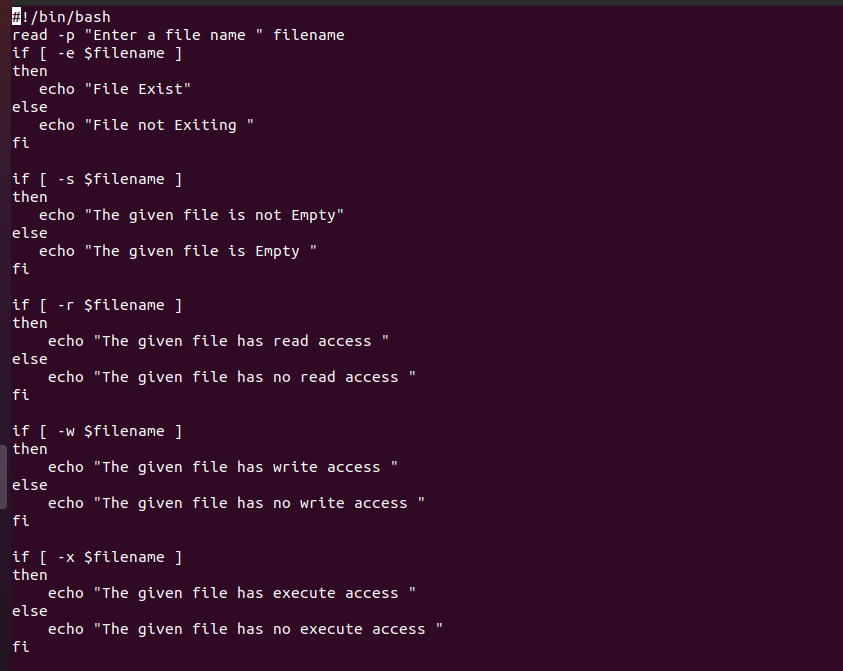 #!/bin/bash
read -p "Enter a file name " filename
if [ -e $filename ]
then
   echo "File Exist"
else
   echo "File not Exiting "
fi

if [ -s $filename ]
then
   echo "The given file is not Empty"
else
   echo "The given file is Empty "
fi

if [ -r $filename ]
then
    echo "The given file has read access "
else
    echo "The given file has no read access "
fi

if [ -w $filename ]
then
    echo "The given file has write access "
else
    echo "The given file has no write access "
fi

if [ -x $filename ]
then
    echo "The given file has execute access "
else
    echo "The given file has no execute access "
fi